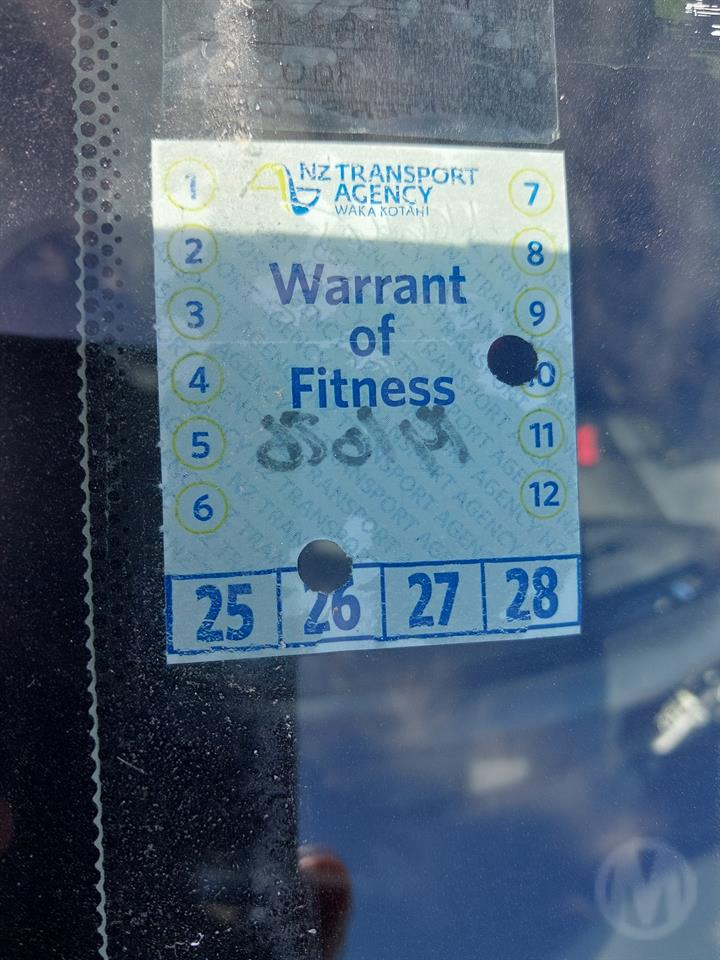 NZ TRANSPORT
AGENCY
WAKA KOTAHI
1
2
3
4
5
6
7
8
9
10
11
12
Warrant
of
Fitness
25 26 27 28
M